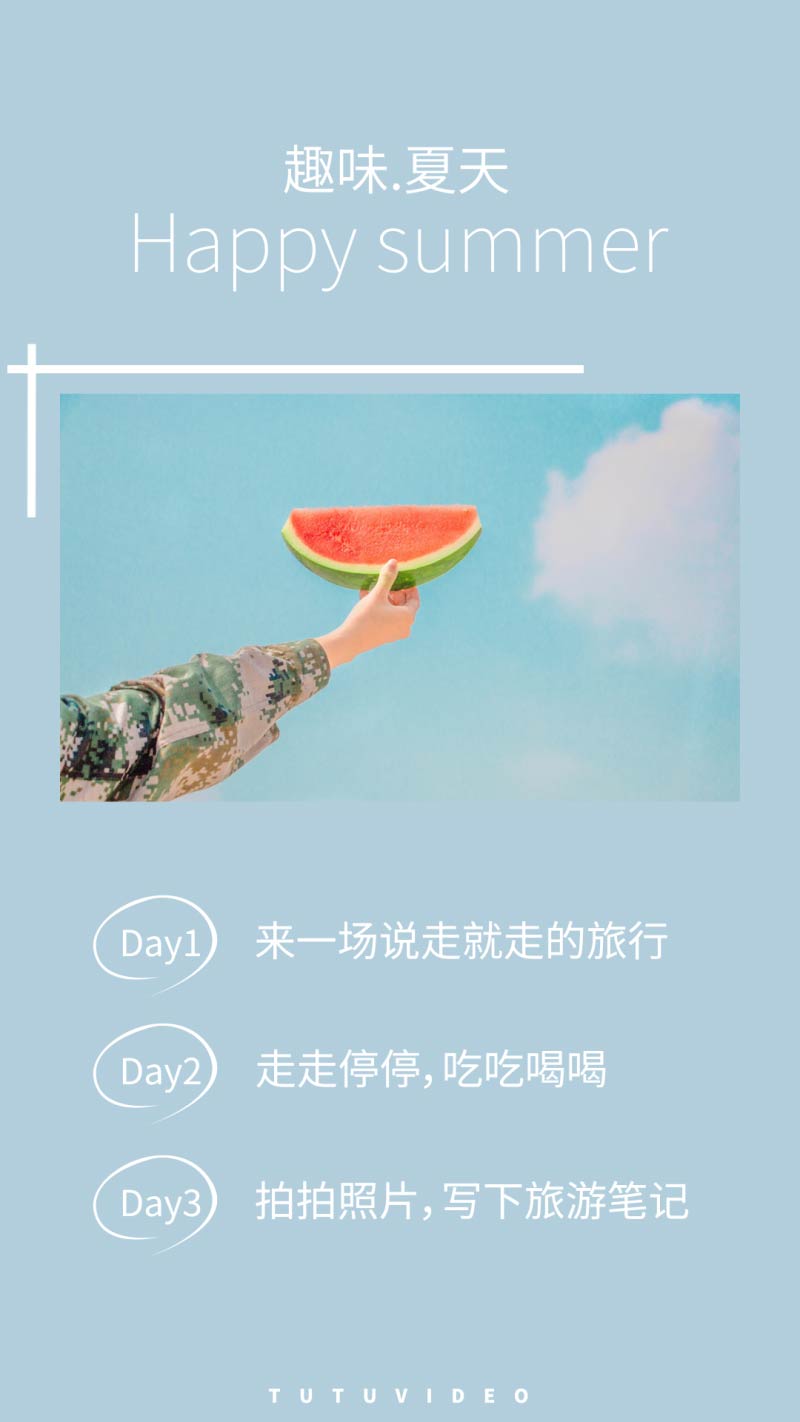 趣味.夏天
Happy summer
Day1 来一场说走就走的旅行
Day2 走走停停，吃吃喝喝
Day3 拍拍照片，写下旅游笔记
TUTUVIDEO